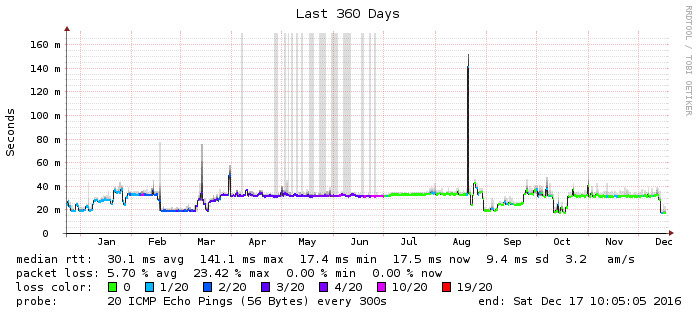 Last 360 Days
RRDTOOL / TOBI OETIKER
160 m
140 m
120 m
100 m
80 m
60 m
40 m
20 m
0
Seconds
Jan Feb Mar Apr May Jun Jul Aug Sep Oct Nov Dec
median rtt: 30.1 ms avg 141.1 ms max 17.4 ms min 17.5 ms now 9.4 ms sd 3.2 am/s
packet loss: 5.70 % avg 23.42 % max 0.00 % min 0.00 % now
loss color: 0 1/20 2/20 3/20 4/20 10/20 19/20
probe: 20 ICMP Echo Pings (56 Bytes) every 300s end: Sat Dec 17 10:05:05 2016